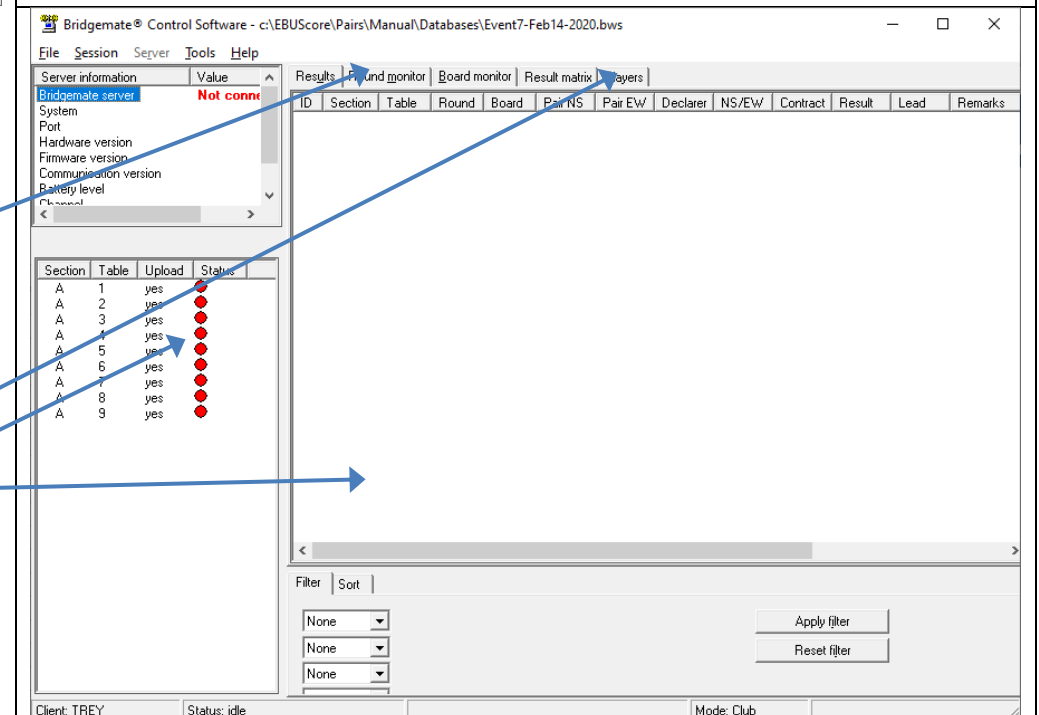 Bridgemate® Control Software - c:\EBUScore\Pairs\Manual\Databases\Event7-Feb14-2020.bws
File Session Server Tools Help
Server information Value
Bridgemate server Not conne
System
Port
Hardware version
Firmware version
Communication version
Battery level
Channel
Section Table Upload Status
A 1 yes
A 2 yes
A 3 yes
A 4 yes
A 5 yes
A 6 yes
A 7 yes
A 8 yes
A 9 yes
Results Round monitor Board monitor Result matrix Players
ID Section Table Round Board Pair NS Pair EW Declarer NS/EW Contract Result Lead Remarks
Filter Sort
None
None
None
Apply filter
Reset filter
Client: TREY Status: idle Mode: Club